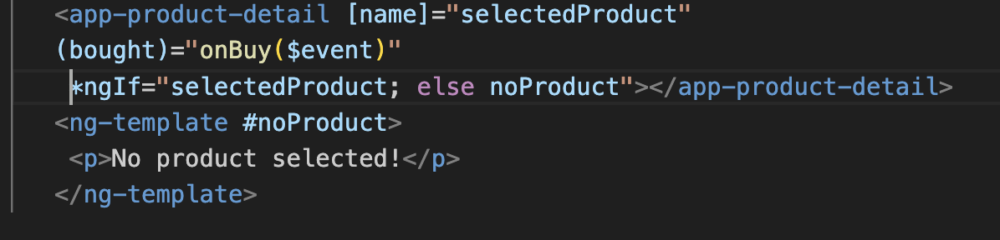 <app-product-detail [name]="selectedProduct"
(bought)="onBuy($event)"
*ngIf="selectedProduct; else noProduct"></app-product-detail>
<ng-template #noProduct>
<p>No product selected!</p>
</ng-template>